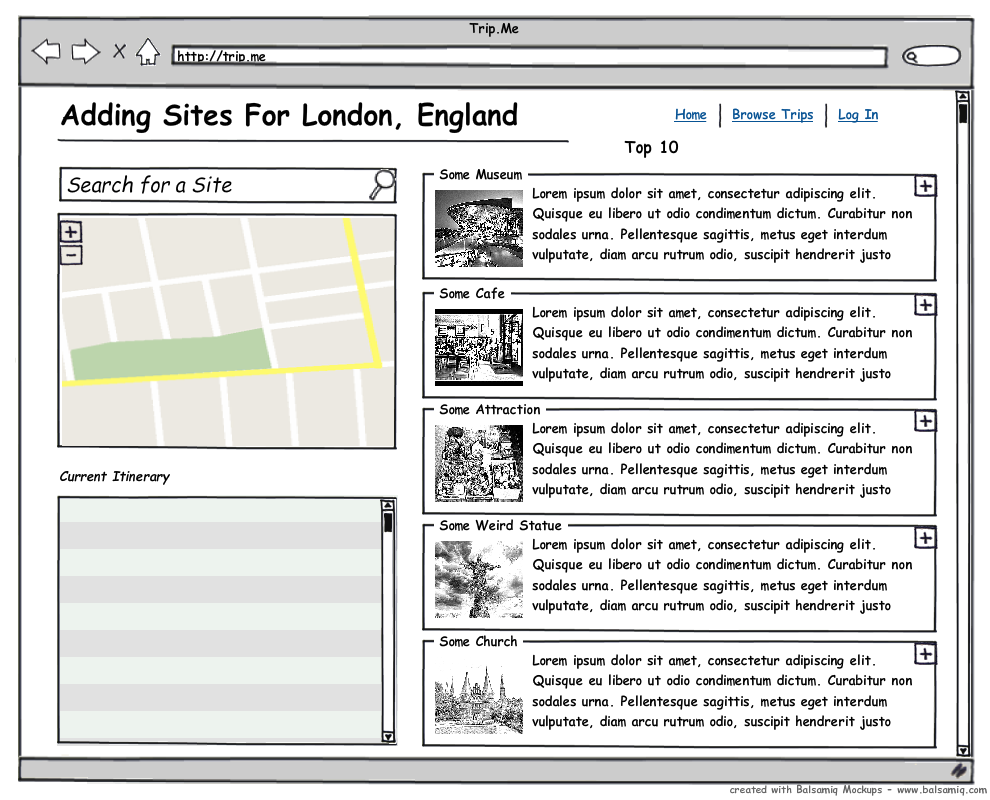 Trip.Me
http://trip.me
Adding Sites For London, England
Home
Browse Trips
Log In
Top 10
Search for a Site
+
−
Current Itinerary
Some Museum
+
Lorem ipsum dolor sit amet, consectetur adipiscing elit.
Quisque eu libero ut odio condimentum dictum. Curabitur non
sodales urna. Pellentesque sagittis, metus eget interdum
vulputate, diam arcu rutrum odio, suscipit hendrerit justo
Some Cafe
+
Lorem ipsum dolor sit amet, consectetur adipiscing elit.
Quisque eu libero ut odio condimentum dictum. Curabitur non
sodales urna. Pellentesque sagittis, metus eget interdum
vulputate, diam arcu rutrum odio, suscipit hendrerit justo
Some Attraction
+
Lorem ipsum dolor sit amet, consectetur adipiscing elit.
Quisque eu libero ut odio condimentum dictum. Curabitur non
sodales urna. Pellentesque sagittis, metus eget interdum
vulputate, diam arcu rutrum odio, suscipit hendrerit justo
Some Weird Statue
+
Lorem ipsum dolor sit amet, consectetur adipiscing elit.
Quisque eu libero ut odio condimentum dictum. Curabitur non
sodales urna. Pellentesque sagittis, metus eget interdum
vulputate, diam arcu rutrum odio, suscipit hendrerit justo
Some Church
+
Lorem ipsum dolor sit amet, consectetur adipiscing elit.
Quisque eu libero ut odio condimentum dictum. Curabitur non
sodales urna. Pellentesque sagittis, metus eget interdum
vulputate, diam arcu rutrum odio, suscipit hendrerit justo
created with Balsamiq Mockups - www.balsamiq.com